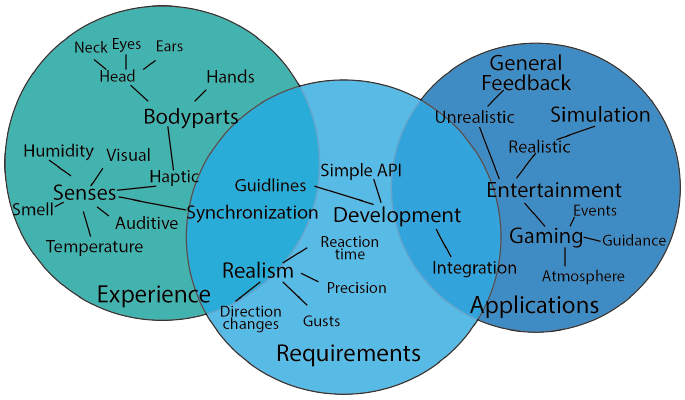 Neck Eyes Ears
Head
Hands
Bodyparts
Humidity
Visual
Haptic
Senses
Smell
Auditive
Synchronization
Temperature
Experience
Guidlines
Simple API
Development
Reaction
time
Realism
Precision
Direction
changes
Gusts
Integration
Requirements
General
Feedback
Unrealistic
Simulation
Realistic
Entertainment
Events
Gaming
Guidance
Atmosphere
Applications